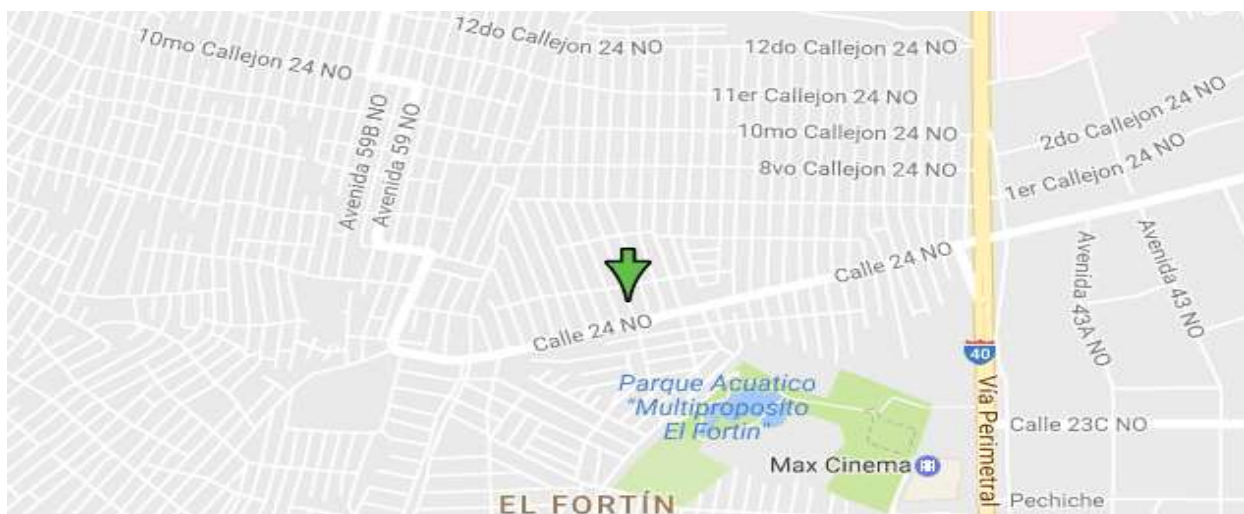 12do Callejon 24 NO
10mo Callejon 24 NO
12do Callejon 24 NO
11er Callejon 24 NO
10mo Callejon 24 NO
8vo Callejon 24 NO
2do Callejon 24 NO
1er Callejon 24 NO
Avenida 59B NO
Avenida 59 NO
Calle 24 NO
Calle 24 NO
Avenida 43A NO
Avenida 43 NO
40
Vía Perimetral
Parque Acuatico
"Multiproposito
El Fortin"
Calle 23C NO
Max Cinema
Pechiche
EL FORTÍN